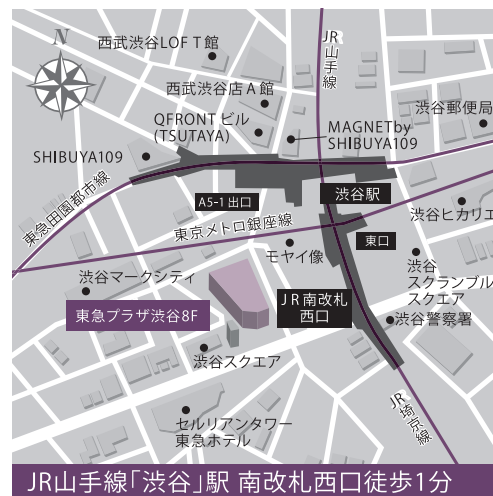 N
西武渋谷LOFT館
JR山手線
西武渋谷店A館
渋谷郵便局
QFRONTビル
(TSUTAYA)
MAGNETby
SHIBUYA109
SHIBUYA109
東急田園都市線
A5-1出口
渋谷駅
東京メトロ銀座線
渋谷ヒカリエ
東口
モヤイ像
渋谷マークシティ
渋谷
スクランブル
スクエア
JR南改札
西口
東急プラザ渋谷8F
渋谷警察署
渋谷スクエア
JR埼京線
セルリアンタワー
東急ホテル
JR山手線「渋谷」駅 南改札西口徒歩1分